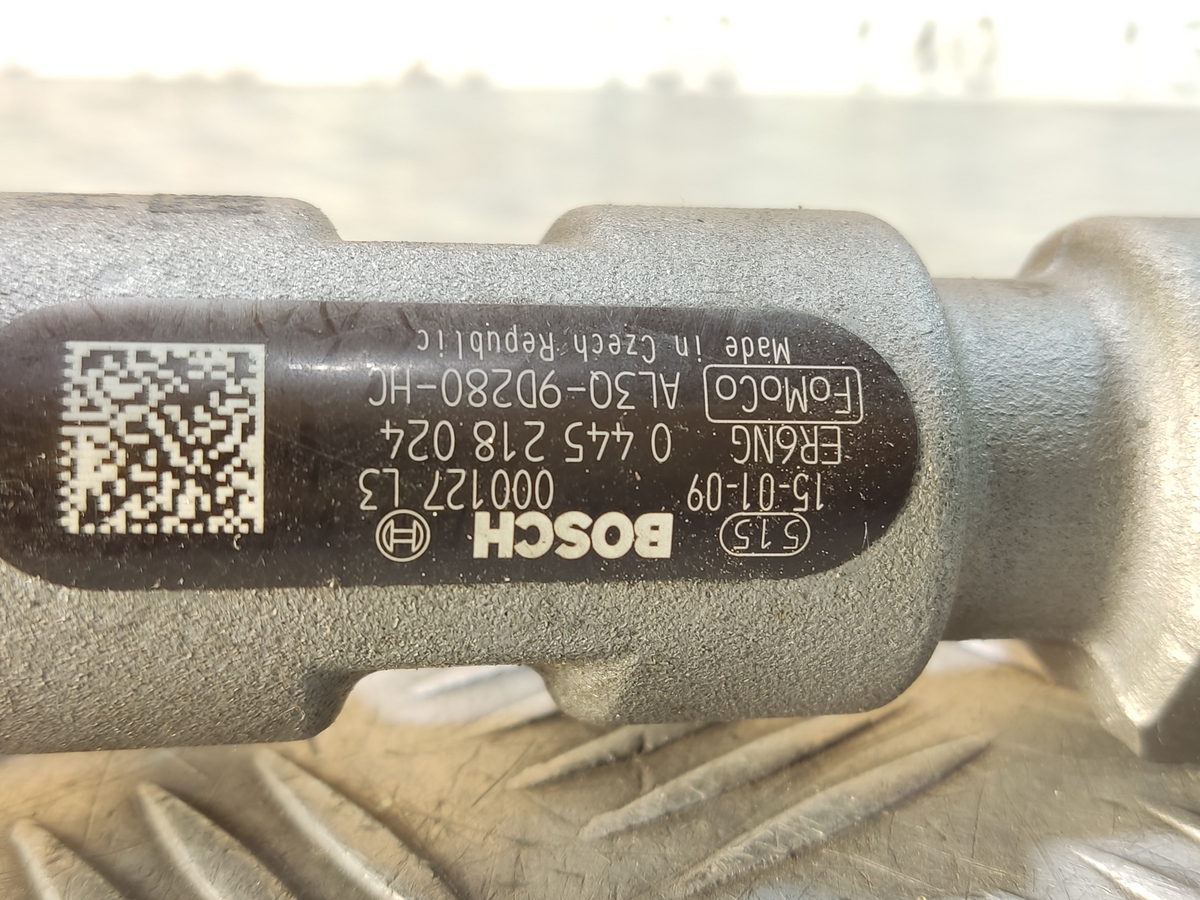 515 BOSCH
15-01-09 000127 L3
ER6NG 0 445 218 024
FoMoCo AL3Q-9D280-HC
Made in Czech Republic